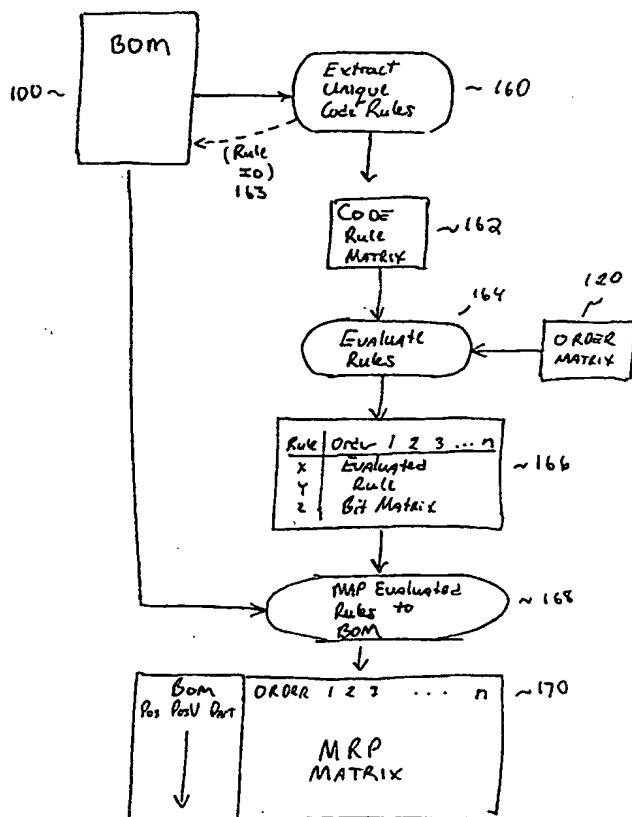 BOM
100 ~
Extract
Unique
Code Rules
~ 160
(Rule
ID)
163
CODE
Rule
MATRIX
~162
164
120
EVALUATE
Rules
ORDER
MATRIX
Rule Order 1 2 3 ... n
X Evaluated
Y Rule
Z Bit Matrix
~ 166
MAP Evaluated
Rules to
BOM
~ 168
BOM
Pos PosV Part
ORDER 1 2 3 .... n
~170
MRP
MATRIX